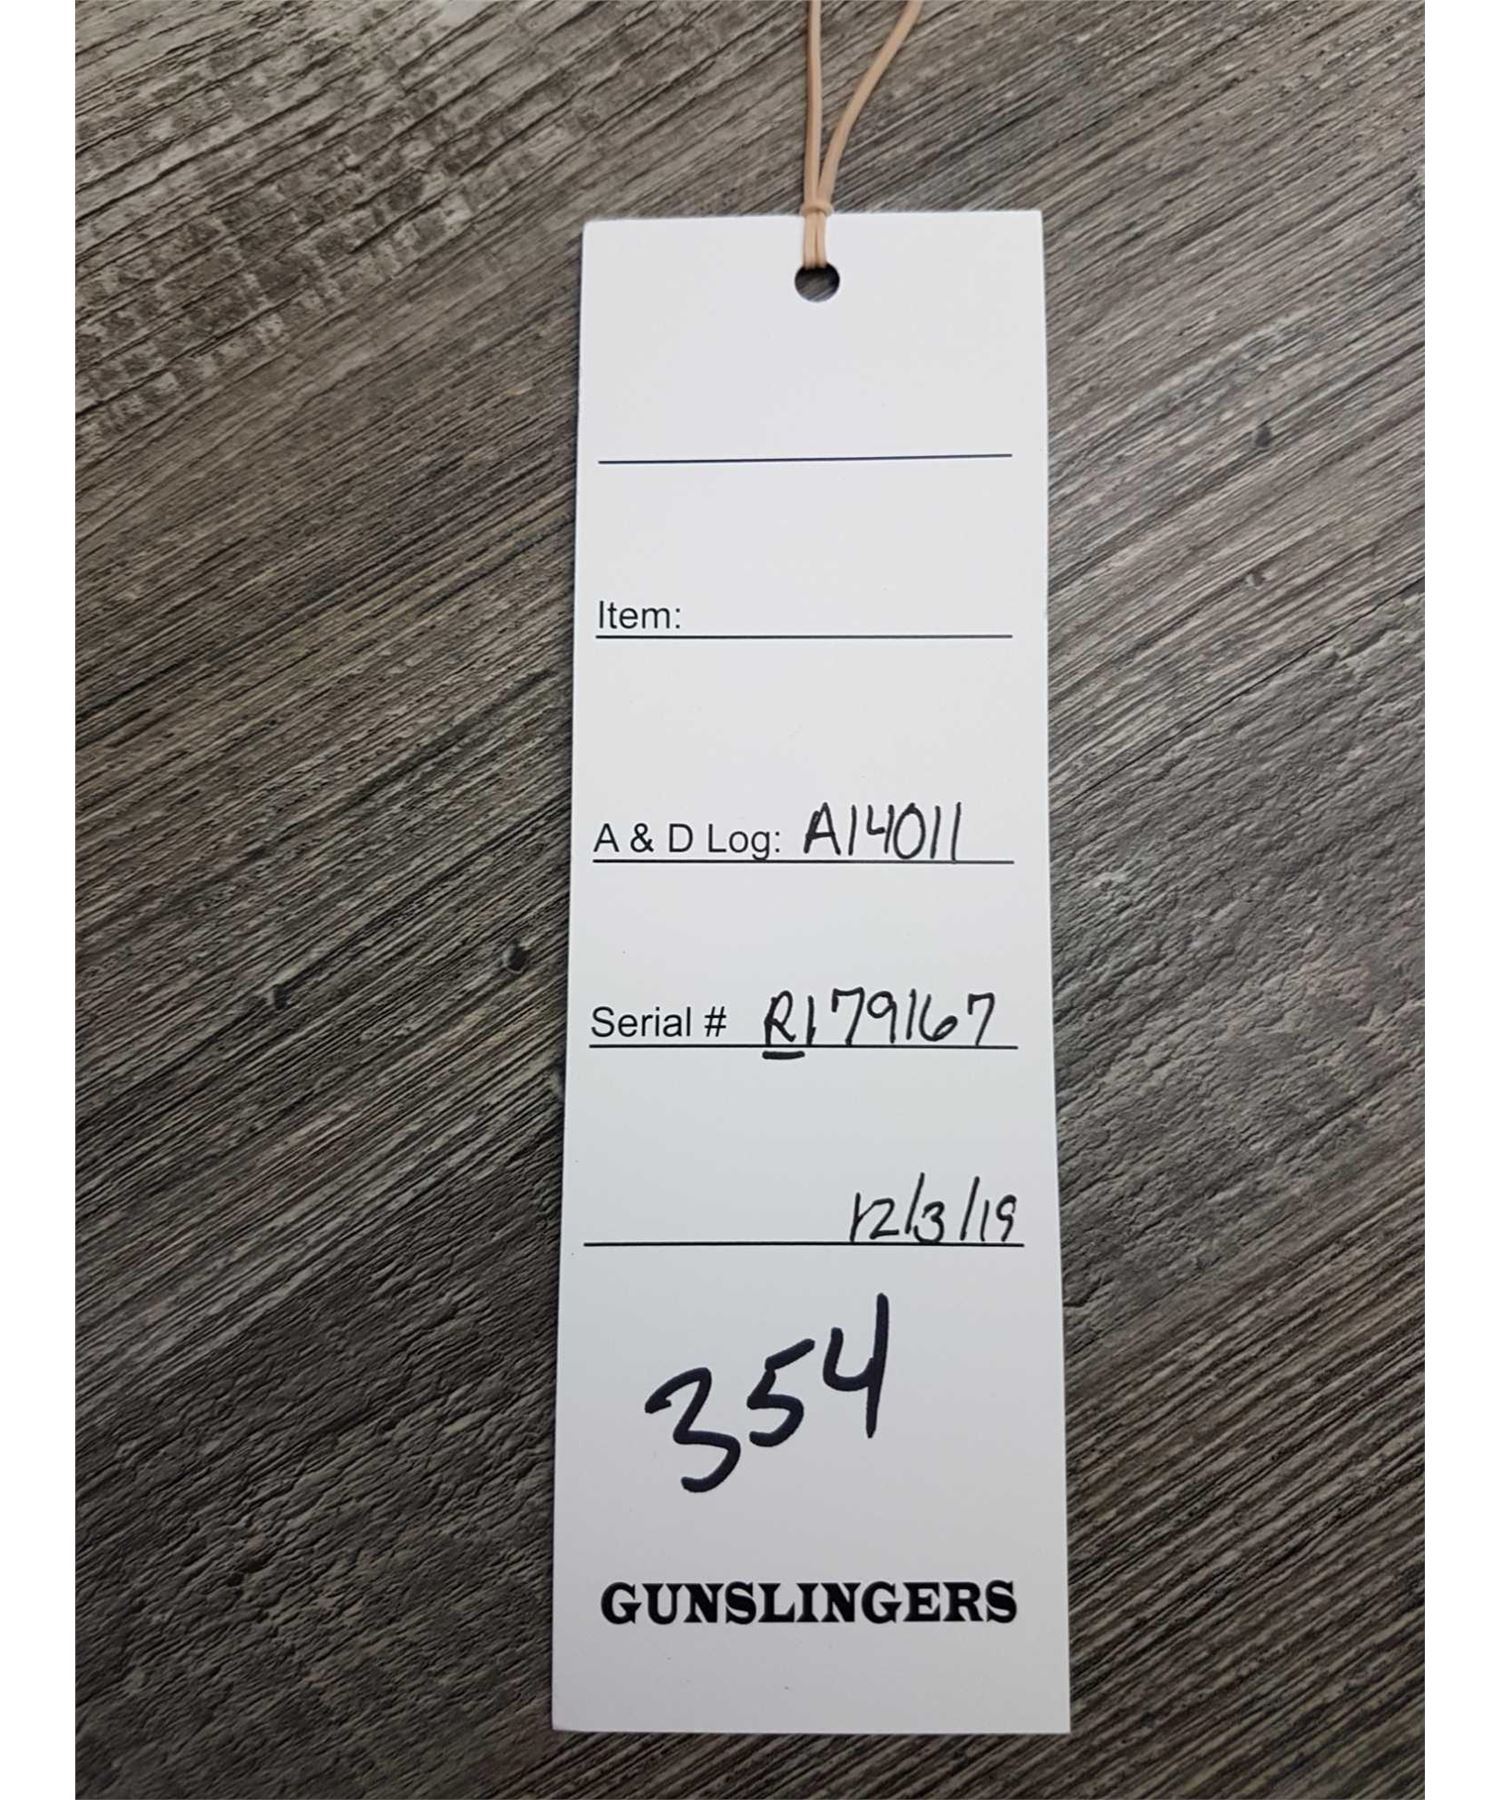 Item:
A & D Log: A14011
Serial # R179167
12/3/19
354
GUNSLINGERS